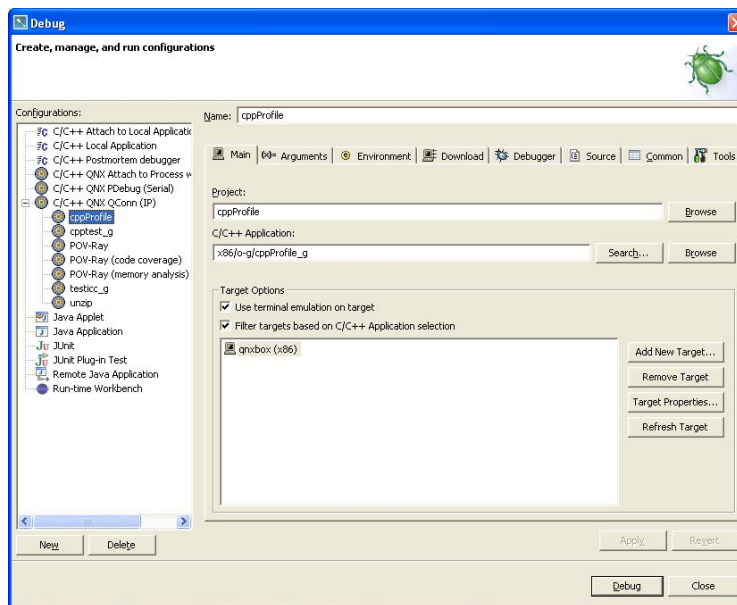 Debug
Create, manage, and run configurations
Configurations:
C/C++ Attach to Local Applicatic
C/C++ Local Application
C/C++ Postmortem debugger
C/C++ QNX Attach to Process w
C/C++ QNX PDebug (Serial)
C/C++ QNX QConn (IP)
cppProfile
cpptest_g
POV-Ray
POV-Ray (code coverage)
POV-Ray (memory analysis)
testicc_g
unzip
Java Applet
Java Application
JUnit
JUnit Plug-in Test
Remote Java Application
Run-time Workbench
New Delete
Name: cppProfile
Main Arguments Environment Download Debugger Source Common Tools
Project:
cppProfile Browse
C/C++ Application:
x86/o-g/cppProfile_g Search... Browse
Target Options
Use terminal emulation on target
Filter targets based on C/C++ Application selection
qnxbox (x86)
Add New Target...
Remove Target
Target Properties...
Refresh Target
Apply Revert
Debug Close